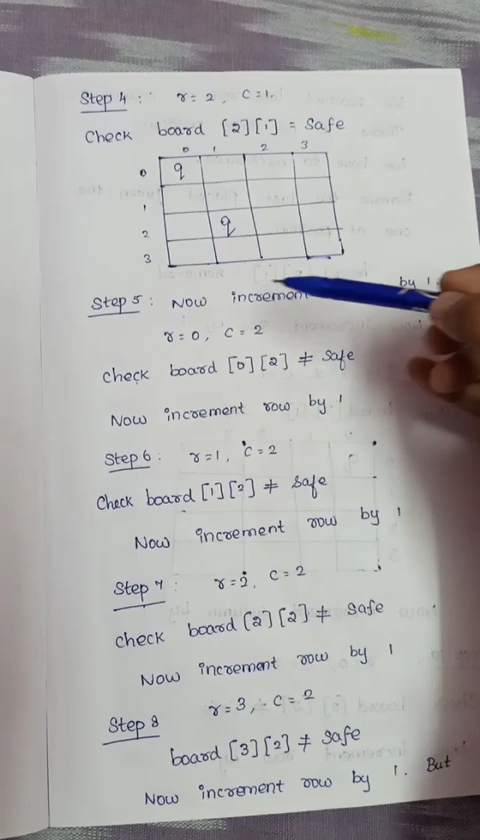 Step 4 : r = 2, c = 1.
Check board [2][1] = Safe
0 1 2 3
0 q
1
2 q
3
Step 5 : Now increment by 1.
r = 0, c = 2
check board [0][2] ≠ Safe
Now increment row by 1
Step 6 : r = 1, c = 2
Check board [1][2] ≠ Safe
Now increment row by 1
Step 7 : r = 2, c = 2
check board [2][2] ≠ Safe
Now increment row by 1
Step 8 r = 3, c = 2
board [3][2] ≠ Safe
Now increment row by 1. But